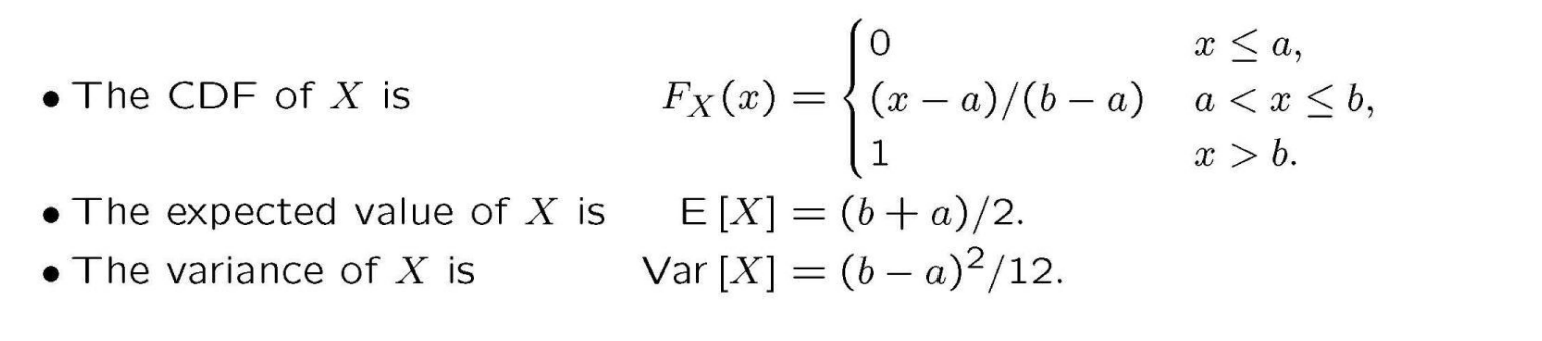 0 x ≤ a,
• The CDF of X is F_X(x) = { (x − a)/(b − a) a < x ≤ b,
1 x > b.
• The expected value of X is E [X] = (b + a)/2.
• The variance of X is Var [X] = (b − a)²/12.